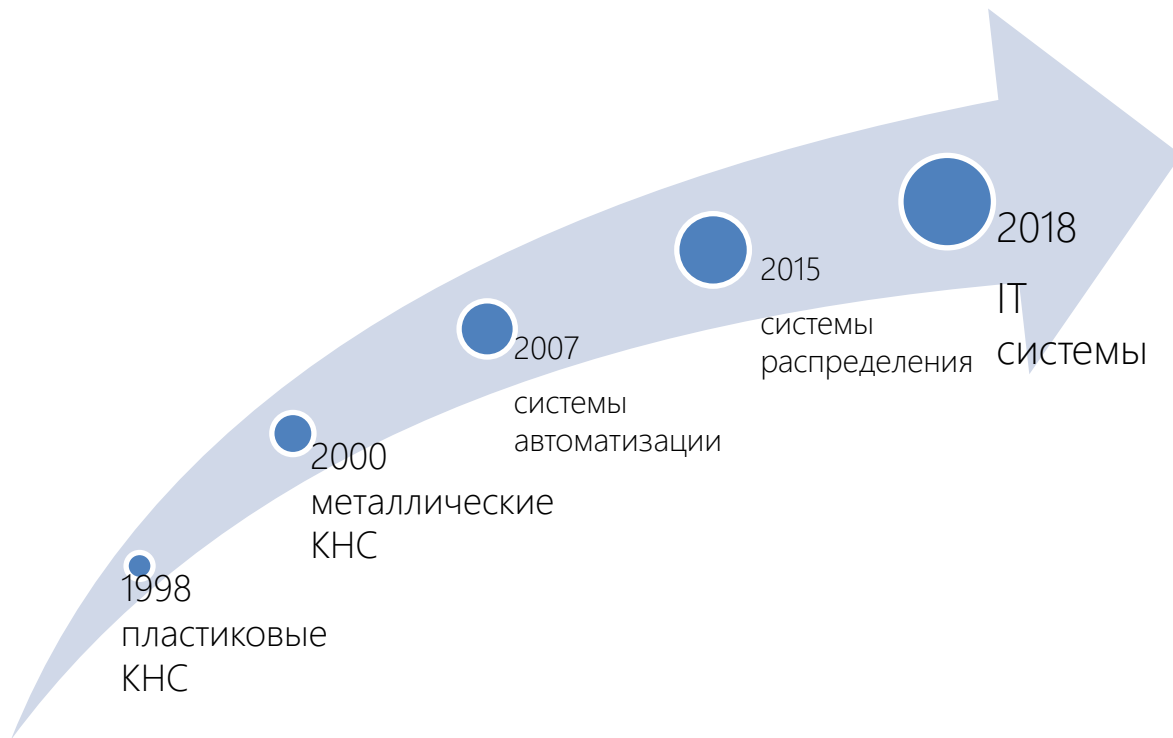 1998
пластиковые
КНС
2000
металлические
КНС
2007
системы
автоматизации
2015
системы
распределения
2018
IT
системы